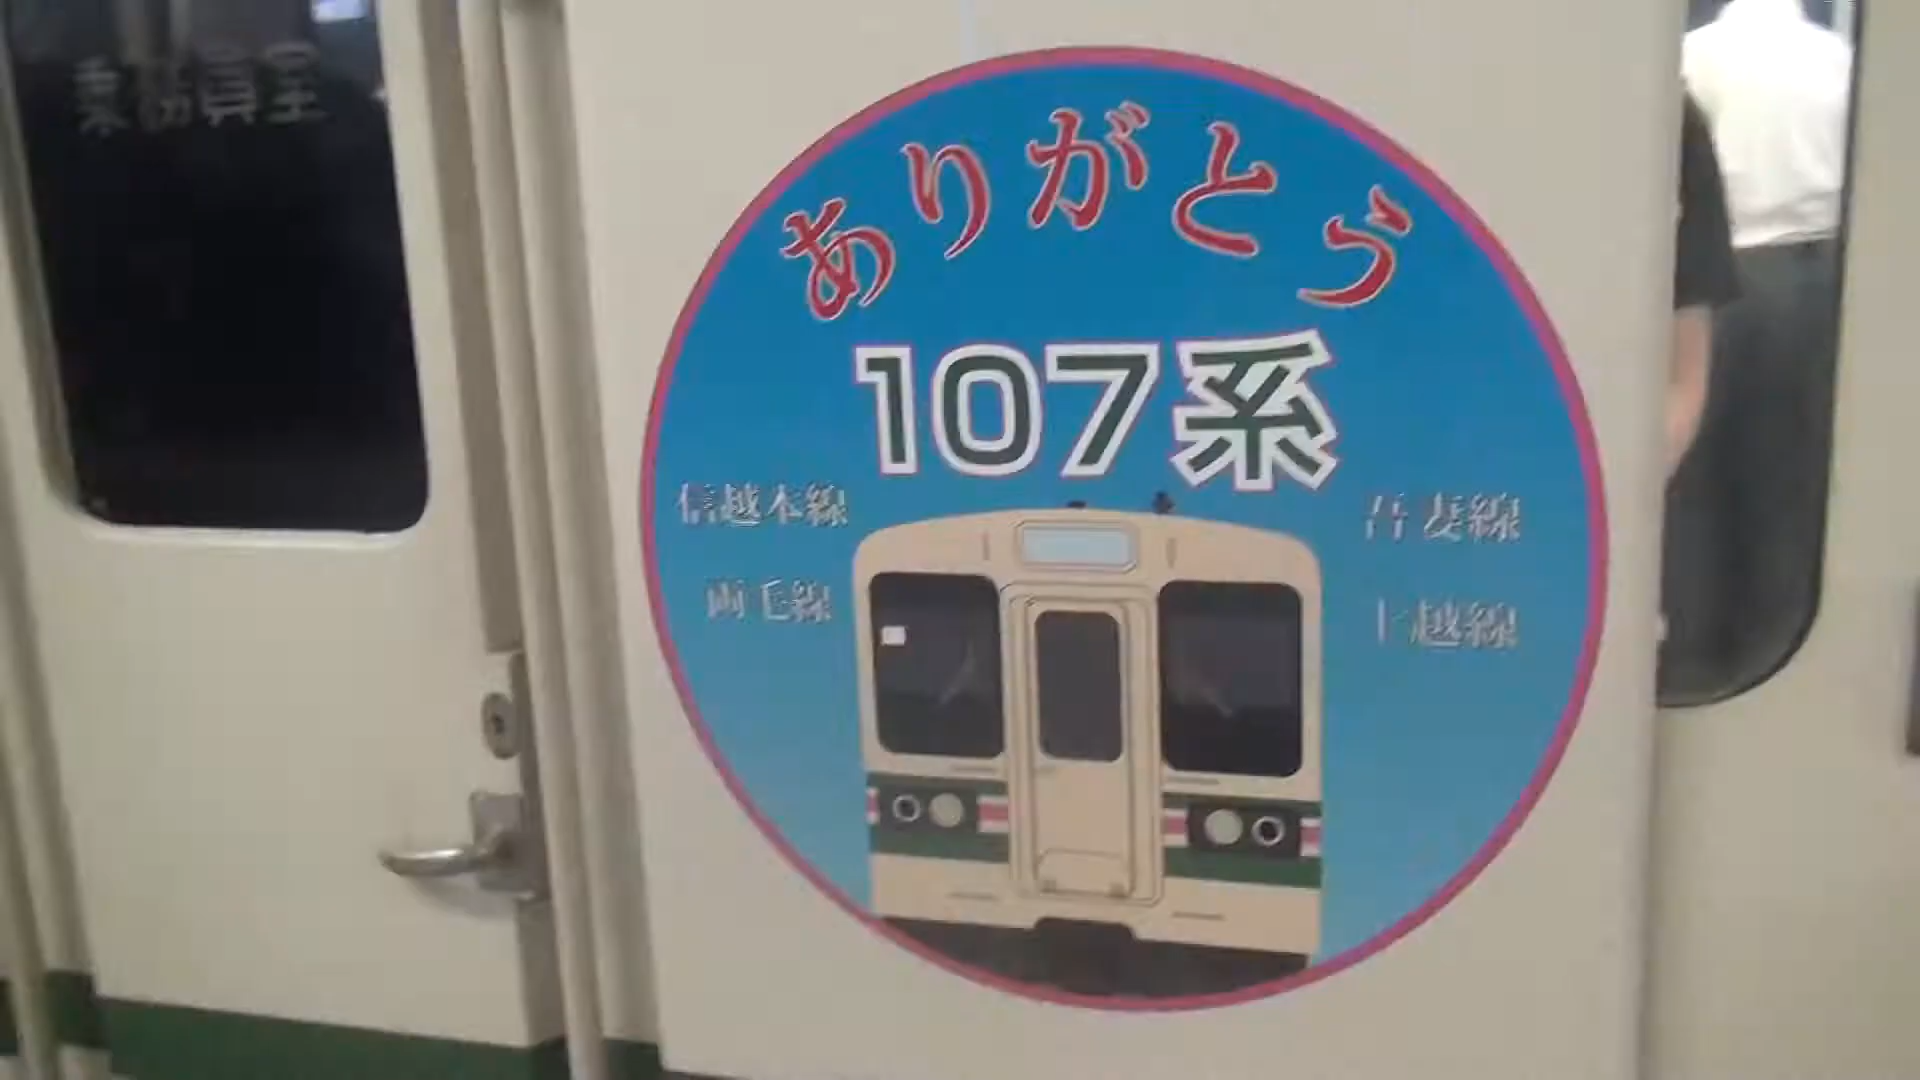 乗務員室
ありがとう
107系
信越本線
吾妻線
両毛線
上越線